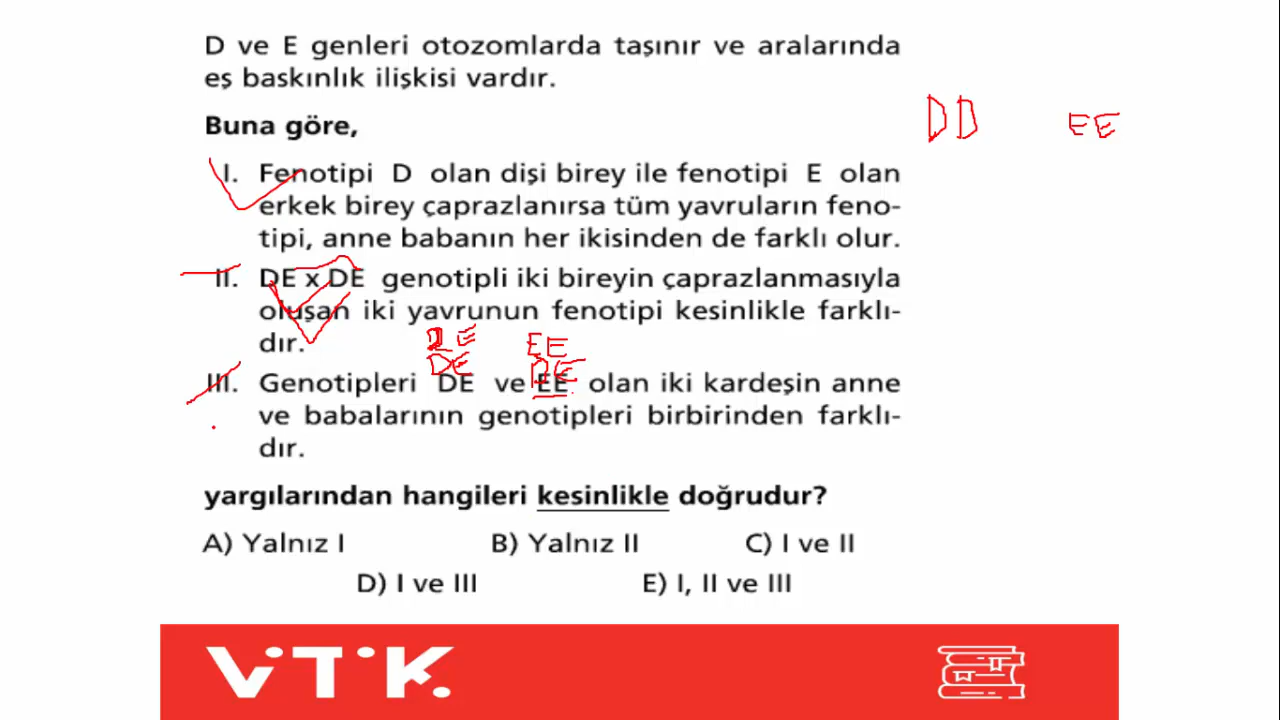 D ve E genleri otozomlarda taşınır ve aralarında
eş baskınlık ilişkisi vardır.
DD EE
Buna göre,
I. Fenotipi D olan dişi birey ile fenotipi E olan
erkek birey çaprazlanırsa tüm yavruların feno-
tipi, anne babanın her ikisinden de farklı olur.
II. DE x DE genotipli iki bireyin çaprazlanmasıyla
oluşan iki yavrunun fenotipi kesinlikle farklı-
dır.
E EE
DE DE
III. Genotipleri DE ve EE olan iki kardeşin anne
ve babalarının genotipleri birbirinden farklı-
dır.
yargılarından hangileri kesinlikle doğrudur?
A) Yalnız I B) Yalnız II C) I ve II
D) I ve III E) I, II ve III
VTK